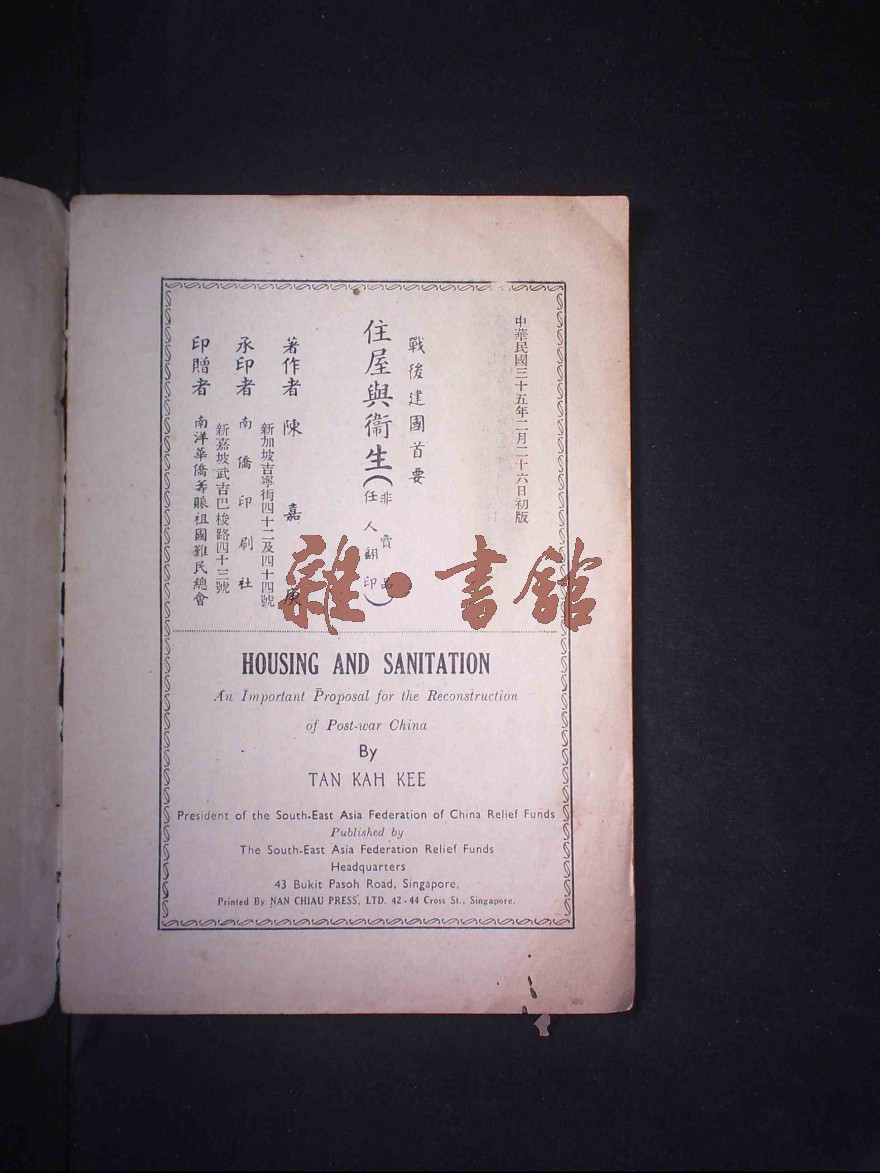 中華民國三十五年二月二十六日初版
戰後建國首要
住屋與衞生(非賣品 任人翻印)
著作者 陳嘉庚
新加坡吉寧街四十二及四十四號
承印者 南僑印刷社
新嘉坡武吉巴梭路四十三號
印贈者 南洋華僑籌賑祖國難民總會
雜·書館
HOUSING AND SANITATION
An Important Proposal for the Reconstruction
of Post-war China
By
TAN KAH KEE
President of the South-East Asia Federation of China Relief Funds
Published by
The South-East Asia Federation Relief Funds
Headquarters
43 Bukit Pasoh Road, Singapore.
Printed By NAN CHIAU PRESS, LTD. 42-44 Cross St., Singapore.